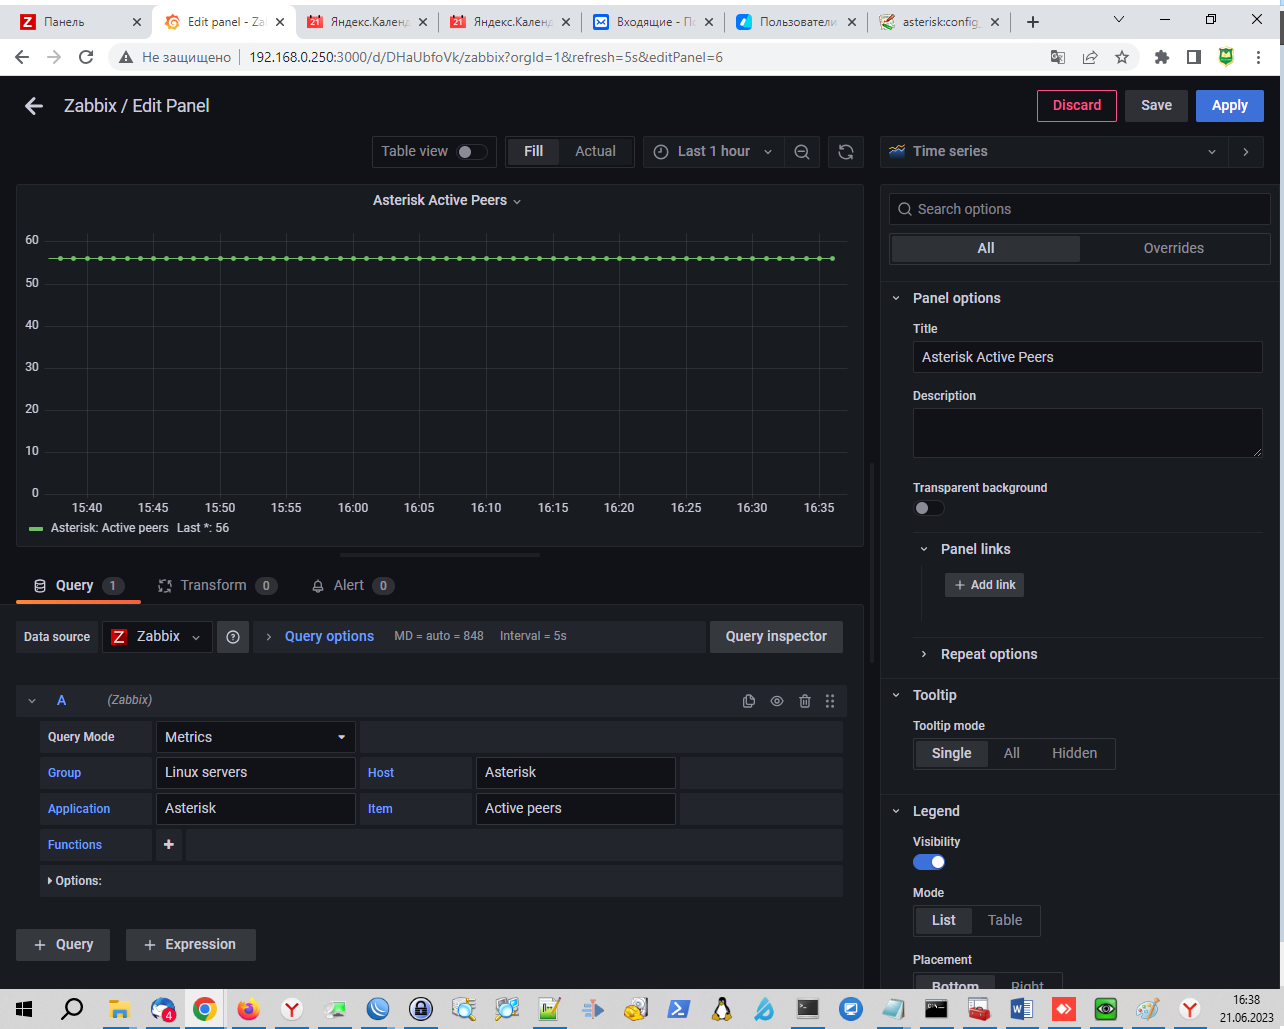 Панель
Edit panel - Za
Яндекс.Календ
Яндекс.Календ
Входящие - По
Пользователи
asterisk:config_
Не защищено
192.168.0.250:3000/d/DHaUbfoVk/zabbix?orgId=1&refresh=5s&editPanel=6
Zabbix / Edit Panel
Discard
Save
Apply
Table view
Fill
Actual
Last 1 hour
Time series
Asterisk Active Peers
60
50
40
30
20
10
0
15:40 15:45 15:50 15:55 16:00 16:05 16:10 16:15 16:20 16:25 16:30 16:35
Asterisk: Active peers Last *: 56
Search options
All
Overrides
Panel options
Title
Asterisk Active Peers
Description
Transparent background
Panel links
+ Add link
Repeat options
Tooltip
Tooltip mode
Single All Hidden
Legend
Visibility
Mode
List Table
Placement
Bottom Right
Query 1
Transform 0
Alert 0
Data source
Zabbix
Query options MD = auto = 848 Interval = 5s
Query inspector
A (Zabbix)
Query Mode Metrics
Group Linux servers Host Asterisk
Application Asterisk Item Active peers
Functions +
Options:
+ Query
+ Expression
4
16:38
21.06.2023